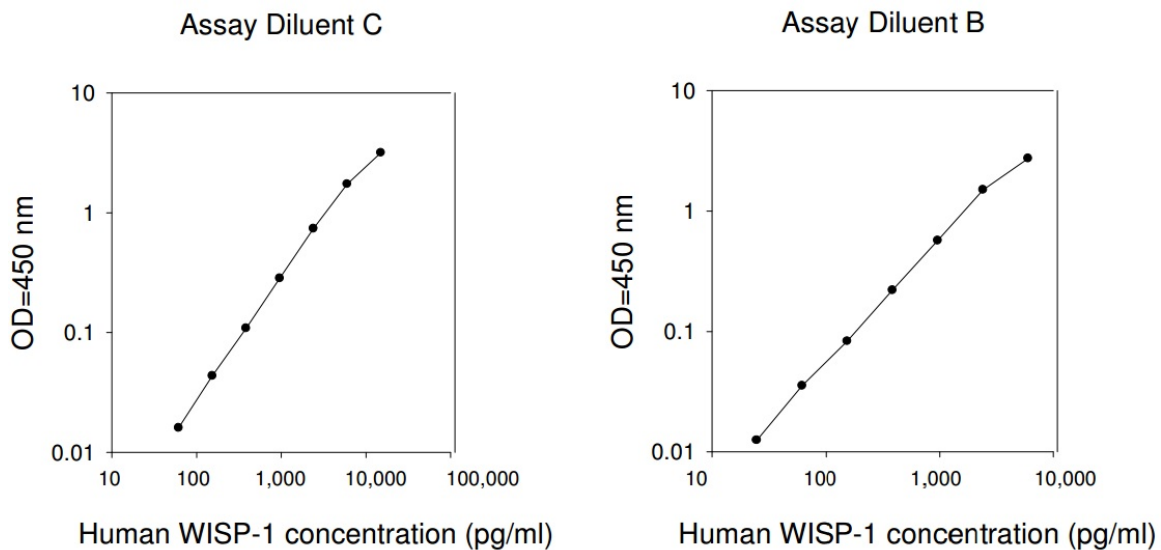 Assay Diluent C
10
1
0.1
0.01
OD=450 nm
10 100 1,000 10,000 100,000
Human WISP-1 concentration (pg/ml)
Assay Diluent B
10
1
0.1
0.01
OD=450 nm
10 100 1,000 10,000
Human WISP-1 concentration (pg/ml)